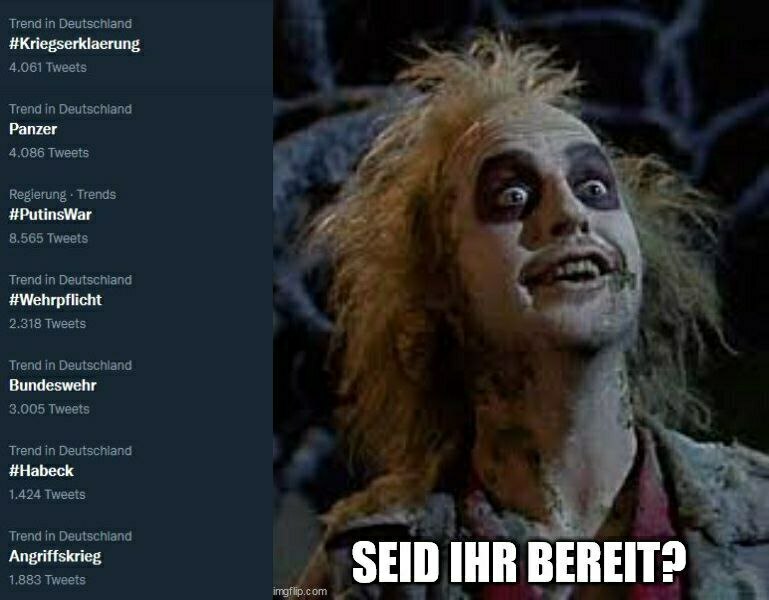 Trend in Deutschland
#Kriegserklaerung
4.061 Tweets
Trend in Deutschland
Panzer
4.086 Tweets
Regierung · Trends
#PutinsWar
8.565 Tweets
Trend in Deutschland
#Wehrpflicht
2.318 Tweets
Trend in Deutschland
Bundeswehr
3.005 Tweets
Trend in Deutschland
#Habeck
1.424 Tweets
Trend in Deutschland
Angriffskrieg
1.883 Tweets
SEID IHR BEREIT?
imgflip.com